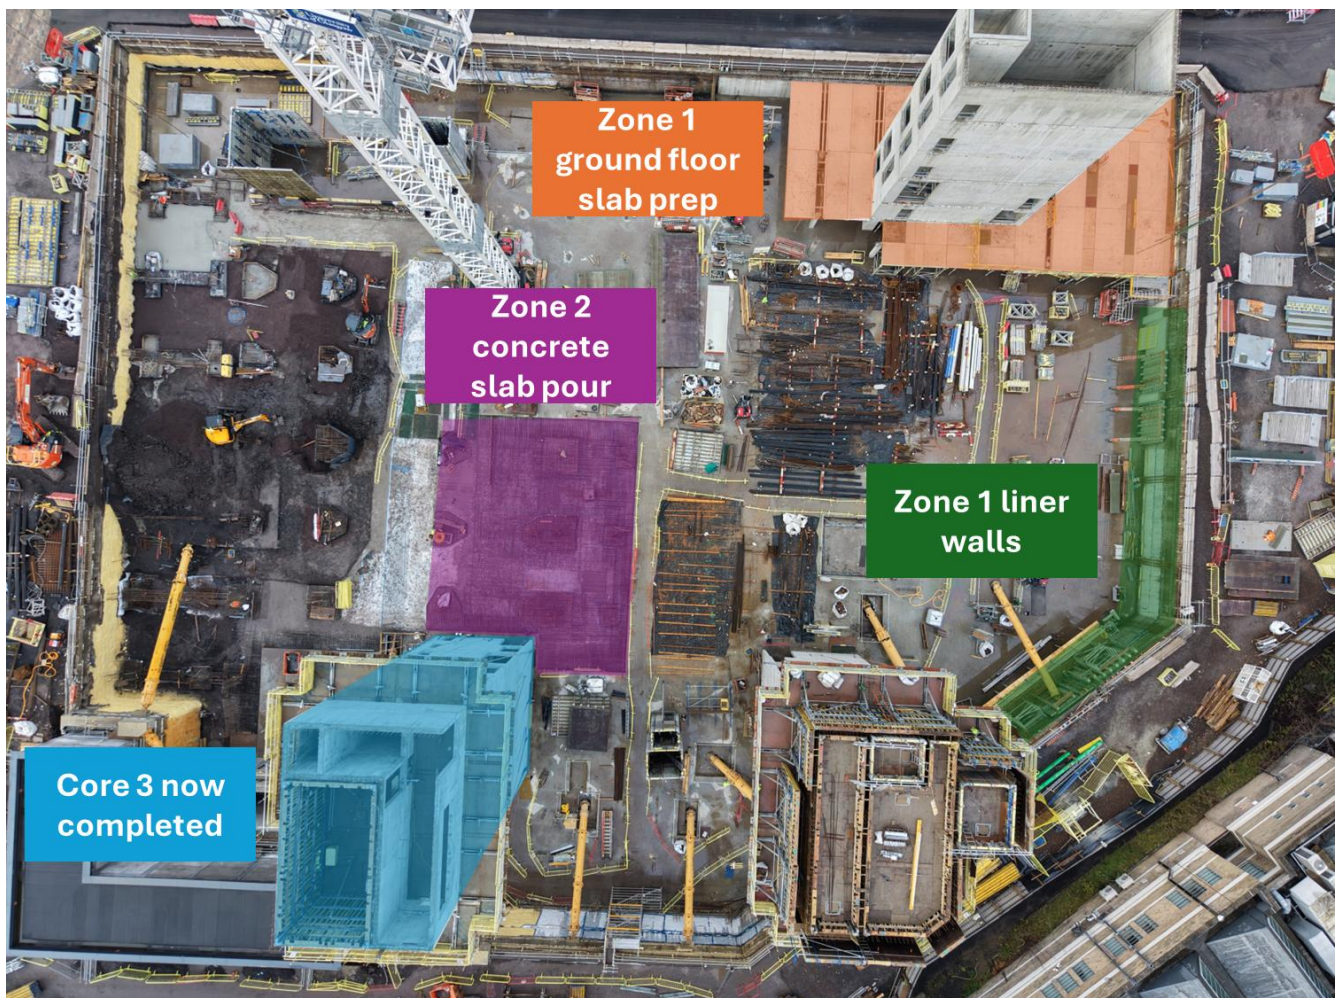 Zone 1
ground floor
slab prep
Zone 2
concrete
slab pour
Zone 1 liner
walls
Core 3 now
completed